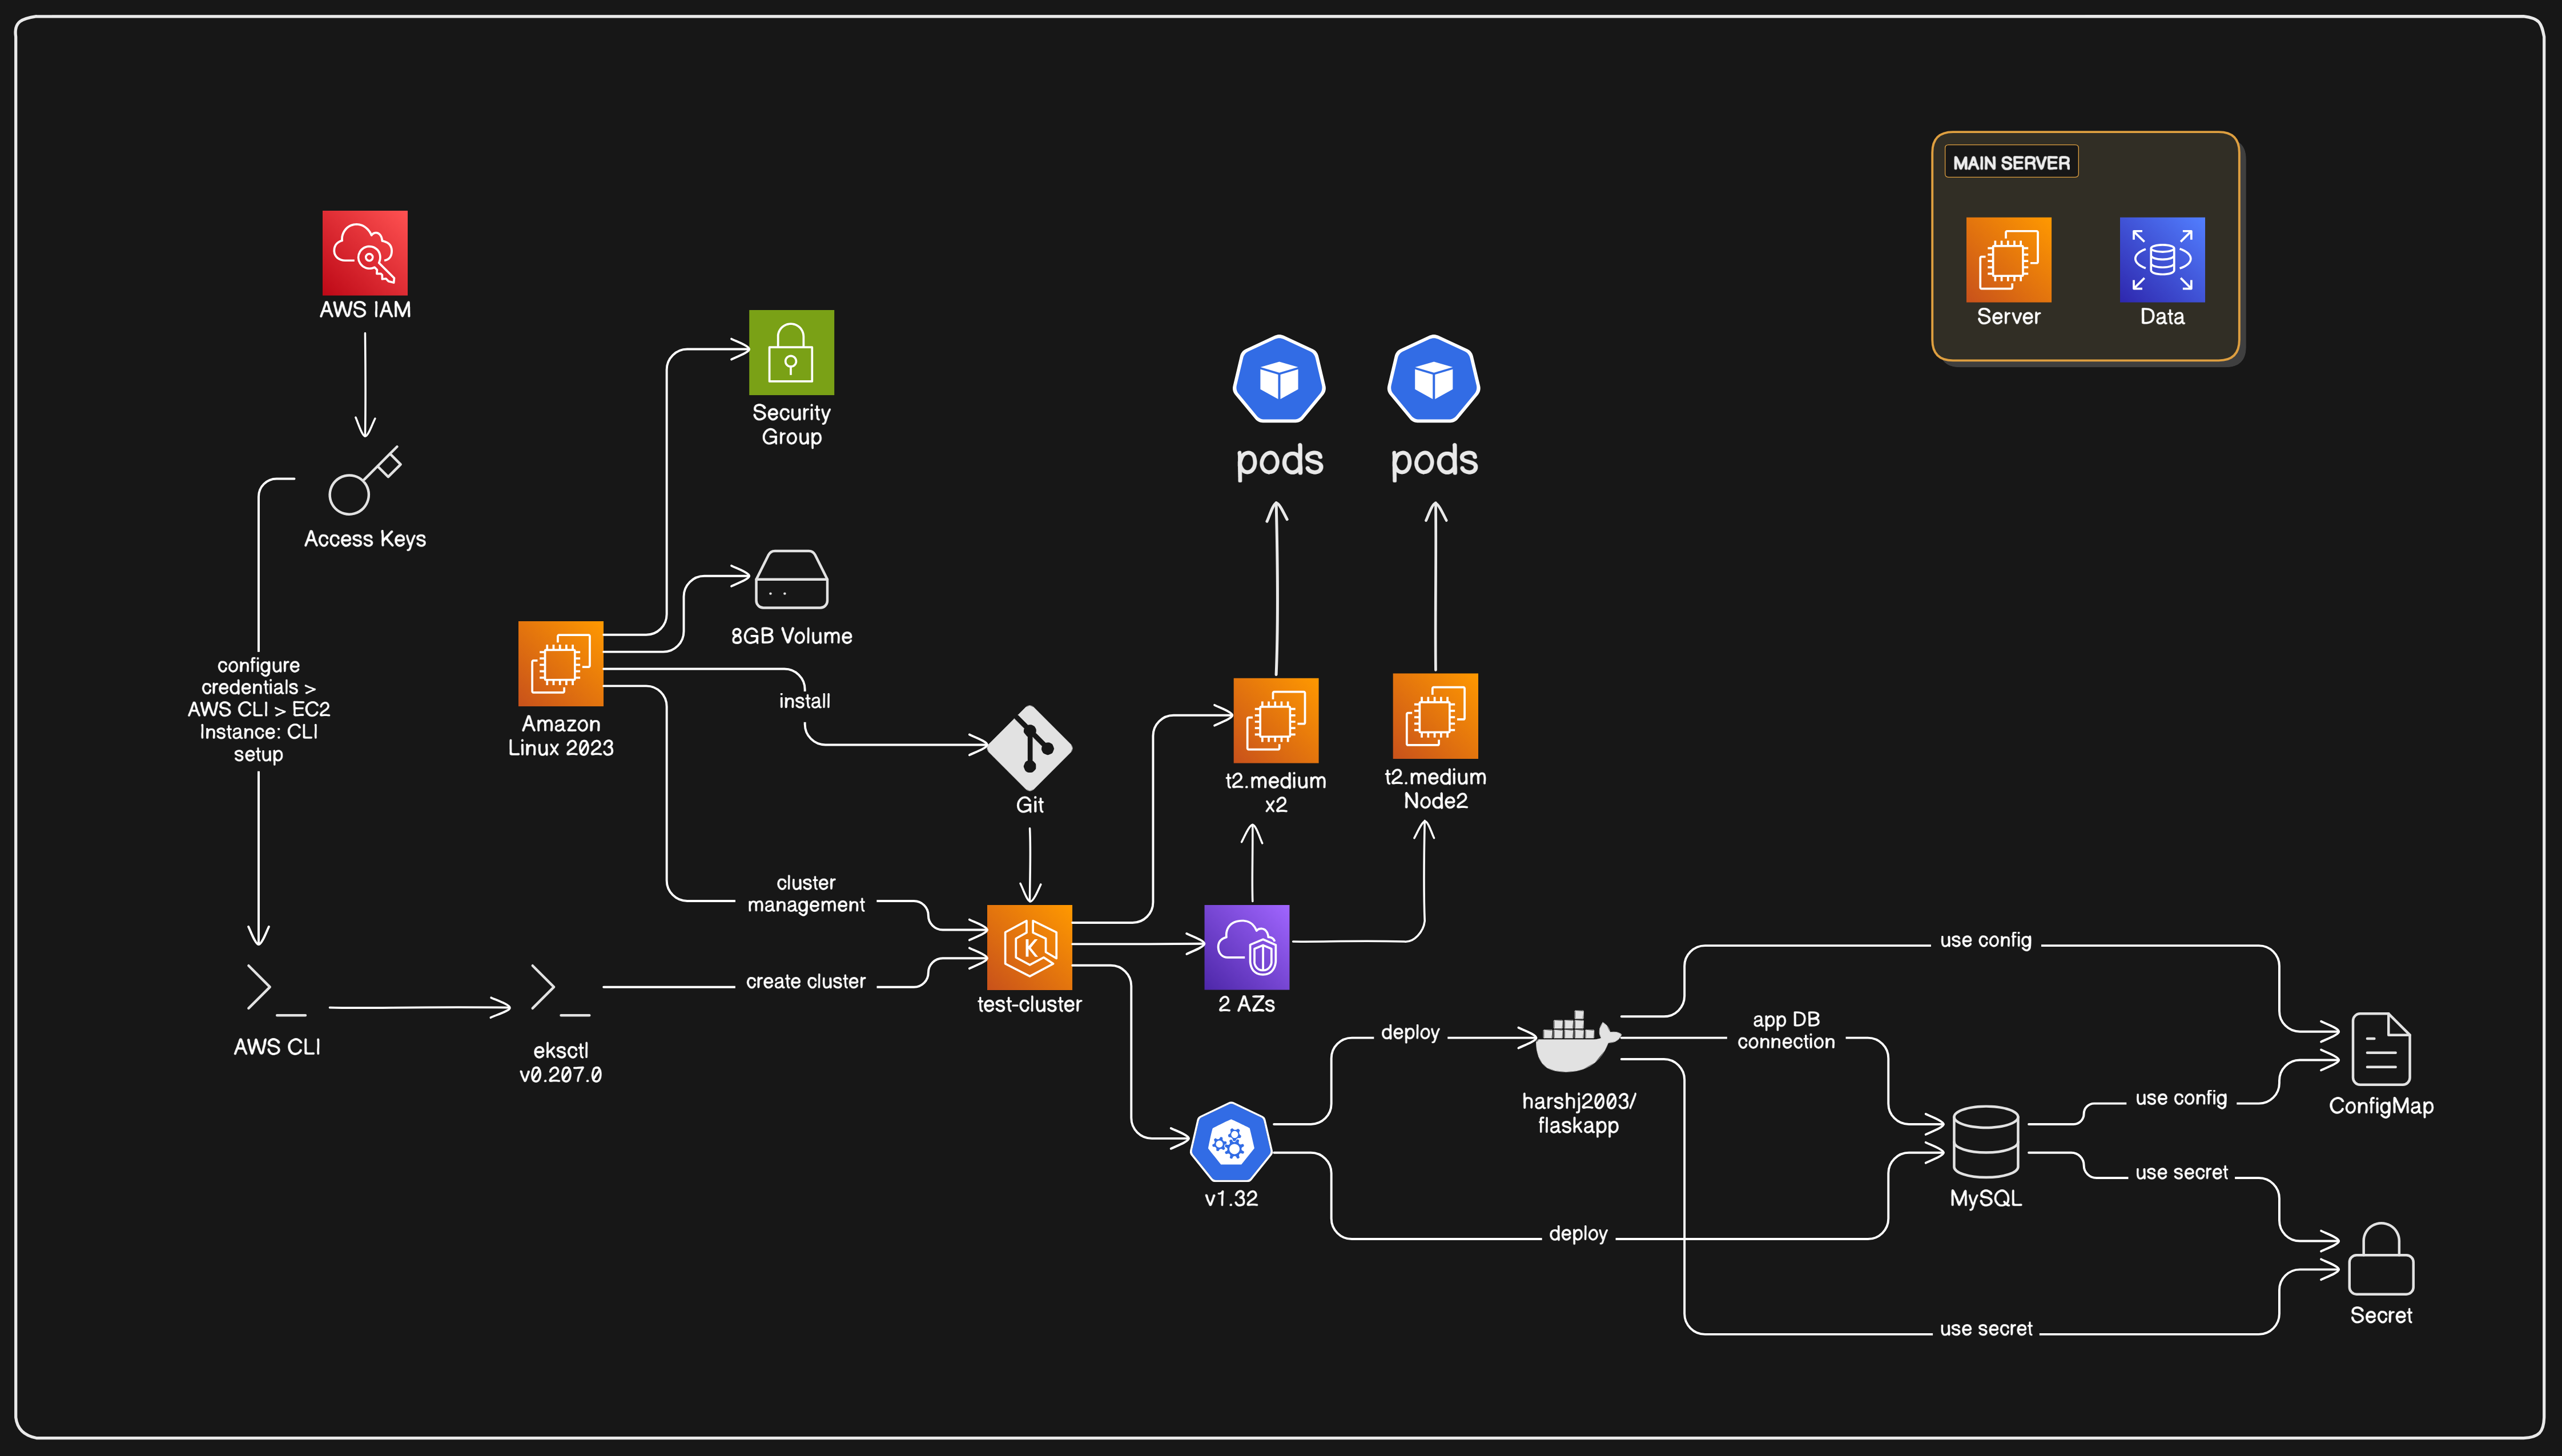 MAIN SERVER
Server
Data
AWS IAM
Access Keys
configure
credentials >
AWS CLI > EC2
Instance: CLI
setup
AWS CLI
eksctl
v0.207.0
Amazon
Linux 2023
Security
Group
8GB Volume
install
Git
cluster
management
create cluster
K
test-cluster
pods
pods
t2.medium
x2
t2.medium
Node2
2 AZs
v1.32
deploy
deploy
harshj2003/
flaskapp
use config
app DB
connection
MySQL
use config
use secret
use secret
ConfigMap
Secret